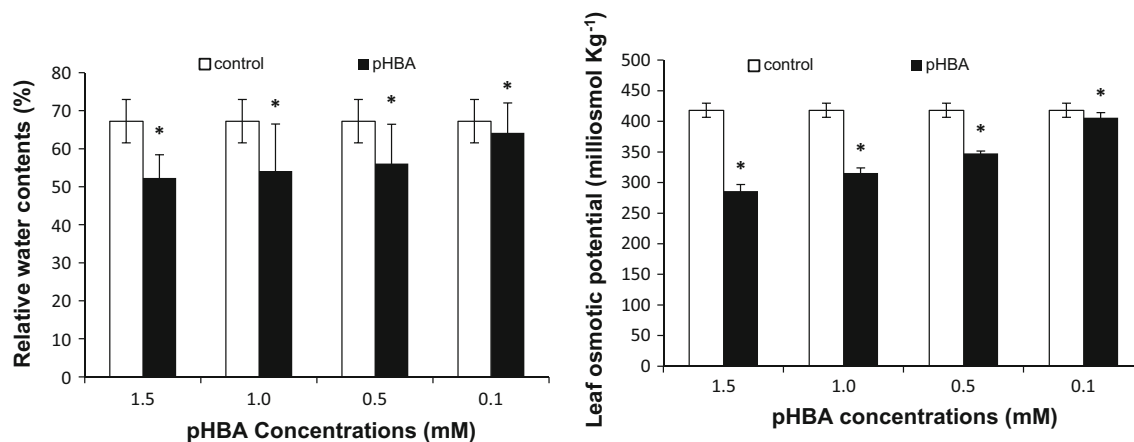 Relative water contents (%)
control pHBA
80
70
60
50
40
30
20
10
0
* * * *
1.5 1.0 0.5 0.1
pHBA Concentrations (mM)
Leaf osmotic potential (milliosmol Kg-1)
control pHBA
500
450
400
350
300
250
200
150
100
50
0
* * * *
1.5 1.0 0.5 0.1
pHBA concentrations (mM)